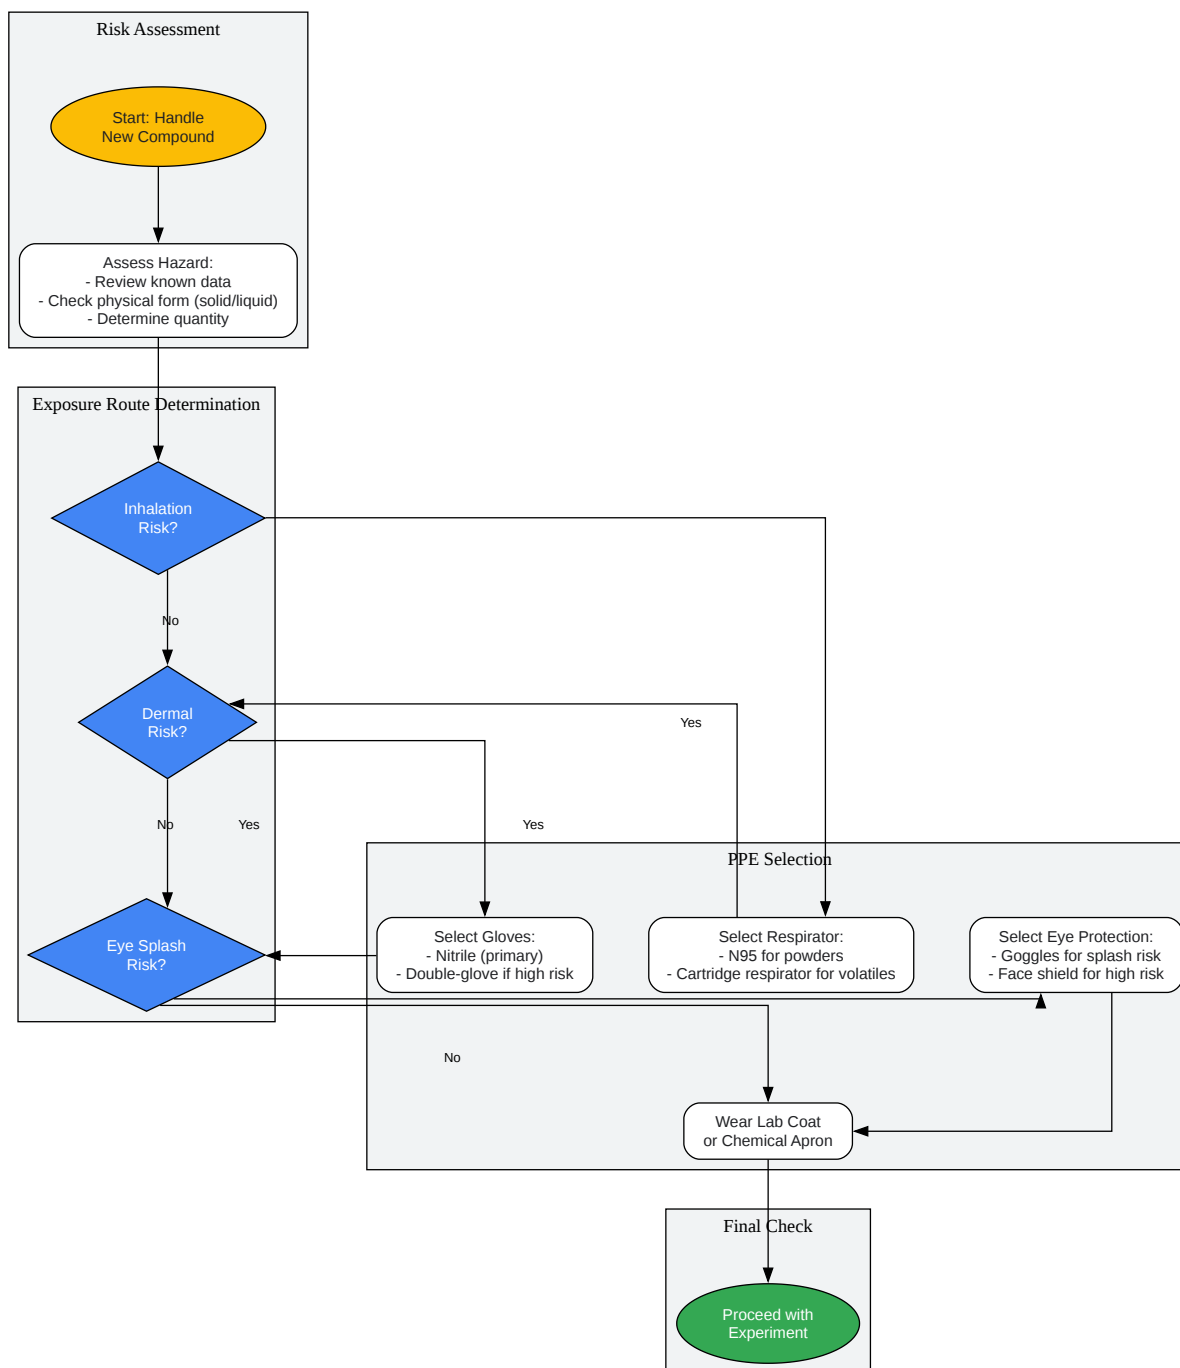 Risk Assessment
Start: Handle
New Compound
Assess Hazard:
- Review known data
- Check physical form (solid/liquid)
- Determine quantity
Exposure Route Determination
Inhalation
Risk?
No
Dermal
Risk?
Yes
No
Yes
Yes
PPE Selection
Eye Splash
Risk?
Select Gloves:
- Nitrile (primary)
- Double-glove if high risk
Select Respirator:
- N95 for powders
- Cartridge respirator for volatiles
Select Eye Protection:
- Goggles for splash risk
- Face shield for high risk
No
Wear Lab Coat
or Chemical Apron
Final Check
Proceed with
Experiment